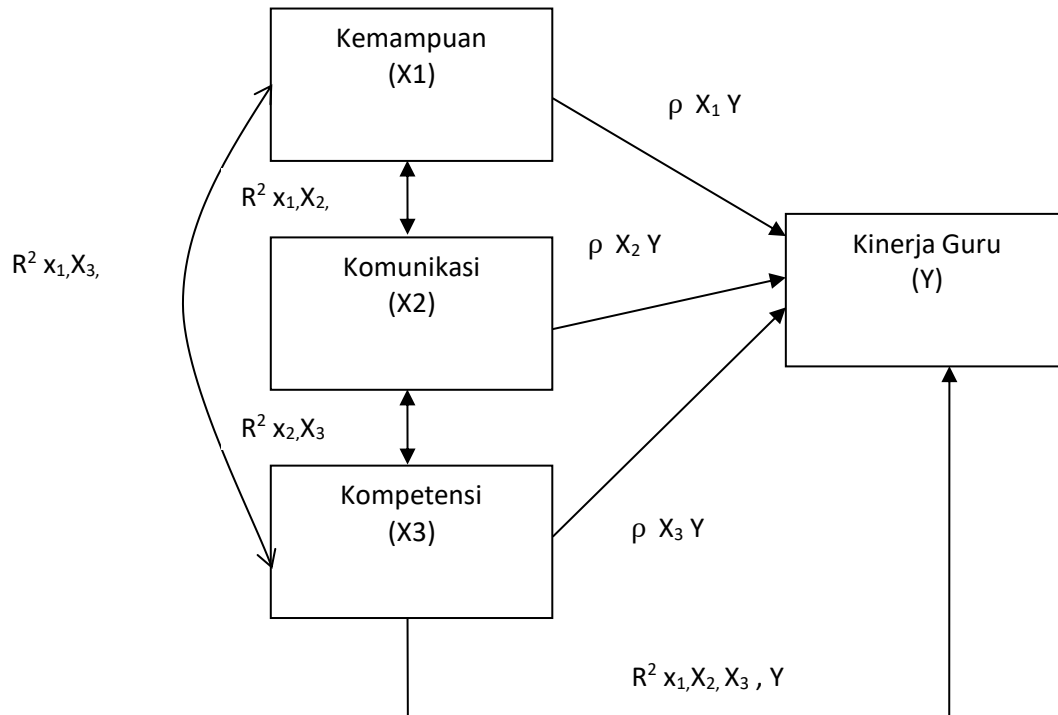 Kemampuan
(X1)
ρ X₁ Y
R² x₁,X₂,
R² x₁,X₃,
Komunikasi
(X2)
ρ X₂ Y
Kinerja Guru
(Y)
R² x₂,X₃
Kompetensi
(X3)
ρ X₃ Y
R² x₁,X₂, X₃ , Y